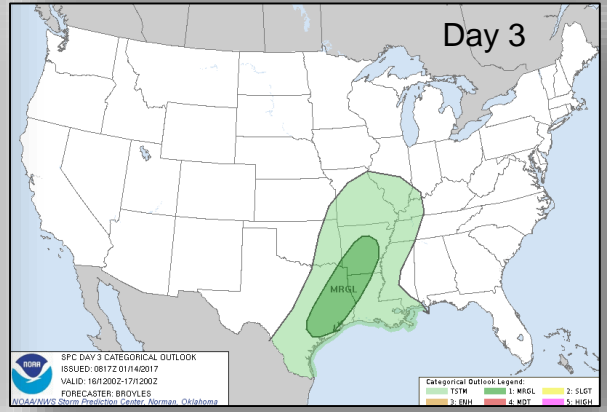 Day 3
MRGL
NOAA
SPC DAY 3 CATEGORICAL OUTLOOK
ISSUED: 0817Z 01/14/2017
VALID: 16/1200Z-17/1200Z
FORECASTER: BROYLES
NOAA/NWS Storm Prediction Center, Norman, Oklahoma
Categorical Outlook Legend:
TSTM 1: MRGL 2: SLGT
3: ENH 4: MDT 5: HIGH